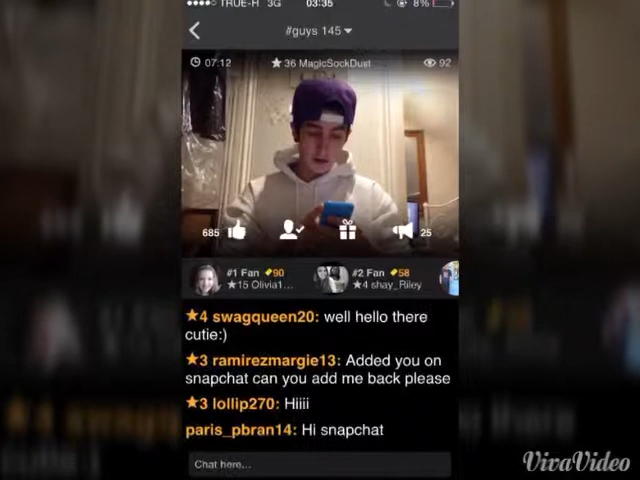 TRUE-H 3G 03:35 8%
#guys 145
07:12 ★36 MagicSockDust 92
685 25
#1 Fan 90 #2 Fan 58
★15 Olivia1... ★4 shay_Riley
★4 swagqueen20: well hello there
cutie:)
★3 ramirezmargie13: Added you on
snapchat can you add me back please
★3 lollip270: Hiiii
paris_pbran14: Hi snapchat
Chat here...
VivaVideo